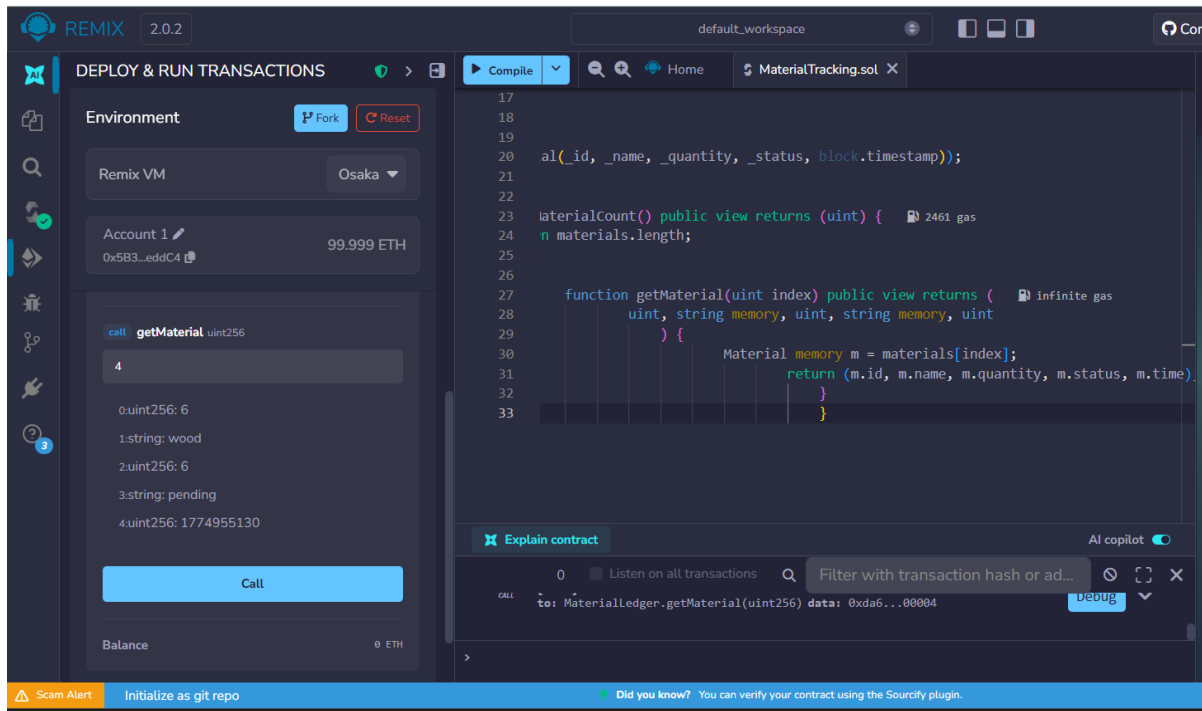 REMIX 2.0.2
default_workspace
Con
AI
DEPLOY & RUN TRANSACTIONS
Environment
Fork
Reset
Remix VM
Osaka
Account 1
0x5B3...eddC4
99.999 ETH
call getMaterial uint256
4
0:uint256: 6
1:string: wood
2:uint256: 6
3:string: pending
4:uint256: 1774955130
Call
Balance
0 ETH
3
Compile
Home
MaterialTracking.sol
17
18
19
20 al(_id, _name, _quantity, _status, block.timestamp));
21
22
23 aterialCount() public view returns (uint) { 2461 gas
24 n materials.length;
25
26
27 function getMaterial(uint index) public view returns ( infinite gas
28 uint, string memory, uint, string memory, uint
29 ) {
30 Material memory m = materials[index];
31 return (m.id, m.name, m.quantity, m.status, m.time)
32 }
33 }
Explain contract
AI copilot
0
Listen on all transactions
Filter with transaction hash or ad...
CALL
to: MaterialLedger.getMaterial(uint256) data: 0xda6...00004
Debug
>
Scam Alert
Initialize as git repo
Did you know? You can verify your contract using the Sourcify plugin.